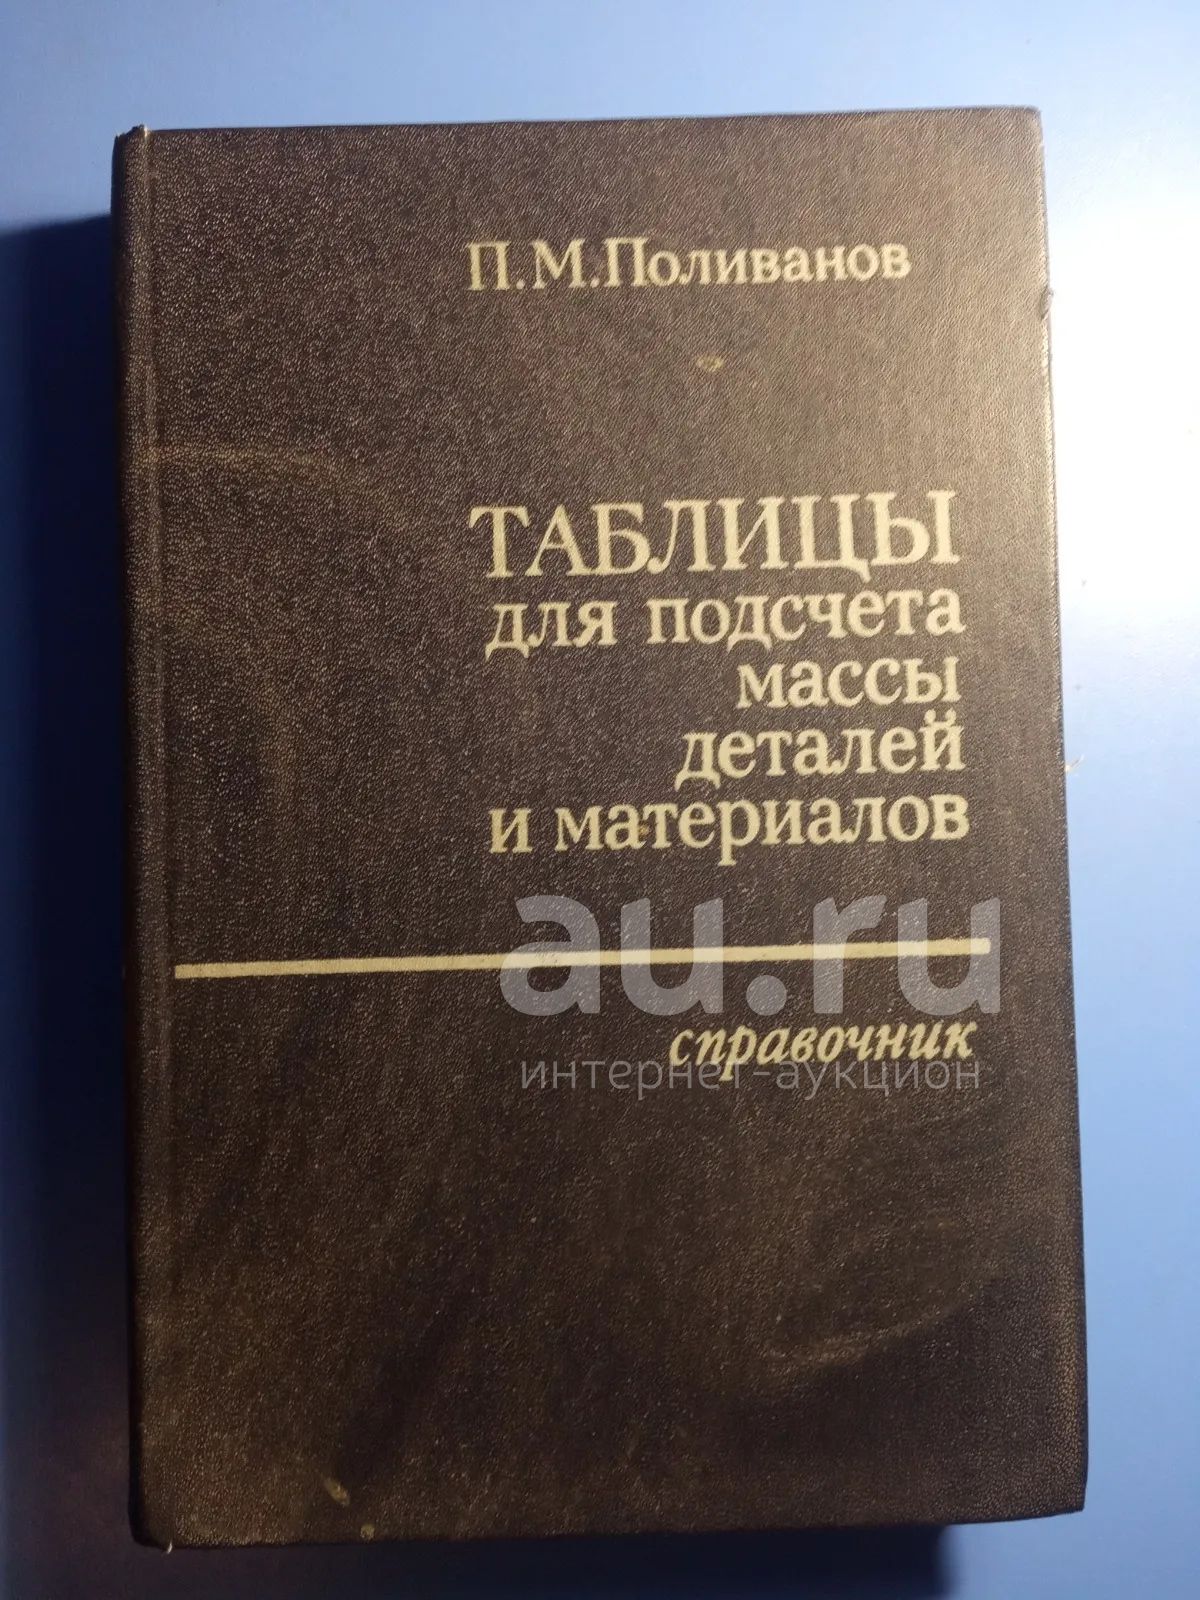 П.М.Поливанов
ТАБЛИЦЫ
для подсчета
массы
деталей
и материалов
au.ru
справочник
интернет-аукцион